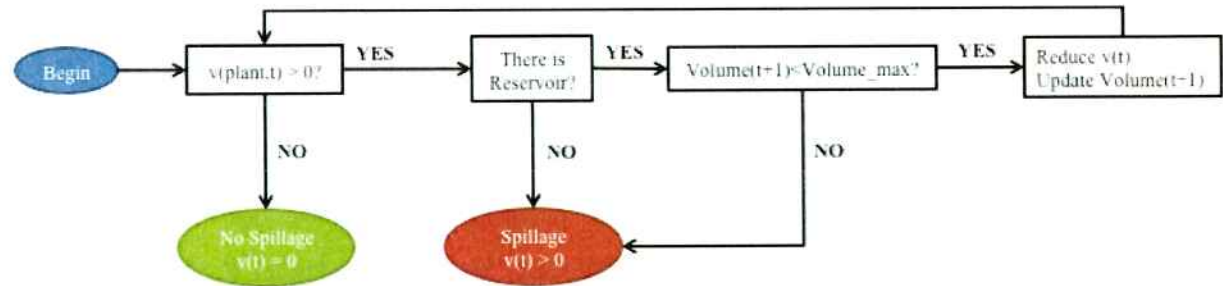 Begin
v(plant,t) > 0?
YES
There is
Reservoir?
YES
Volume(t+1)<Volume_max?
YES
Reduce v(t)
Update Volume(t+1)
NO
NO
NO
No Spillage
v(t) = 0
Spillage
v(t) > 0